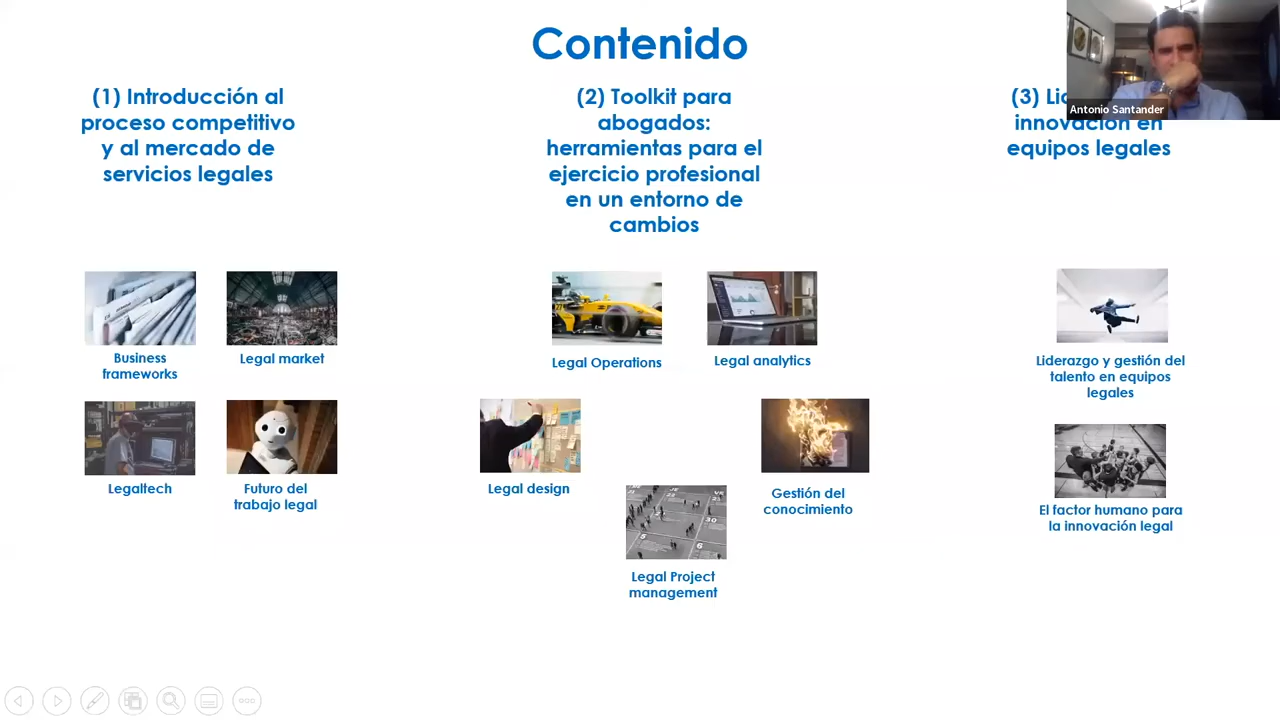 Contenido
(1) Introducción al
proceso competitivo
y al mercado de
servicios legales
Business
frameworks
Legal market
Legaltech
Futuro del
trabajo legal
(2) Toolkit para
abogados:
herramientas para el
ejercicio profesional
en un entorno de
cambios
Legal Operations
Legal analytics
Legal design
Gestión del
conocimiento
Legal Project
management
(3)
innovación en
equipos legales
Liderazgo y gestión del
talento en equipos
legales
El factor humano para
la innovación legal
Antonio Santander